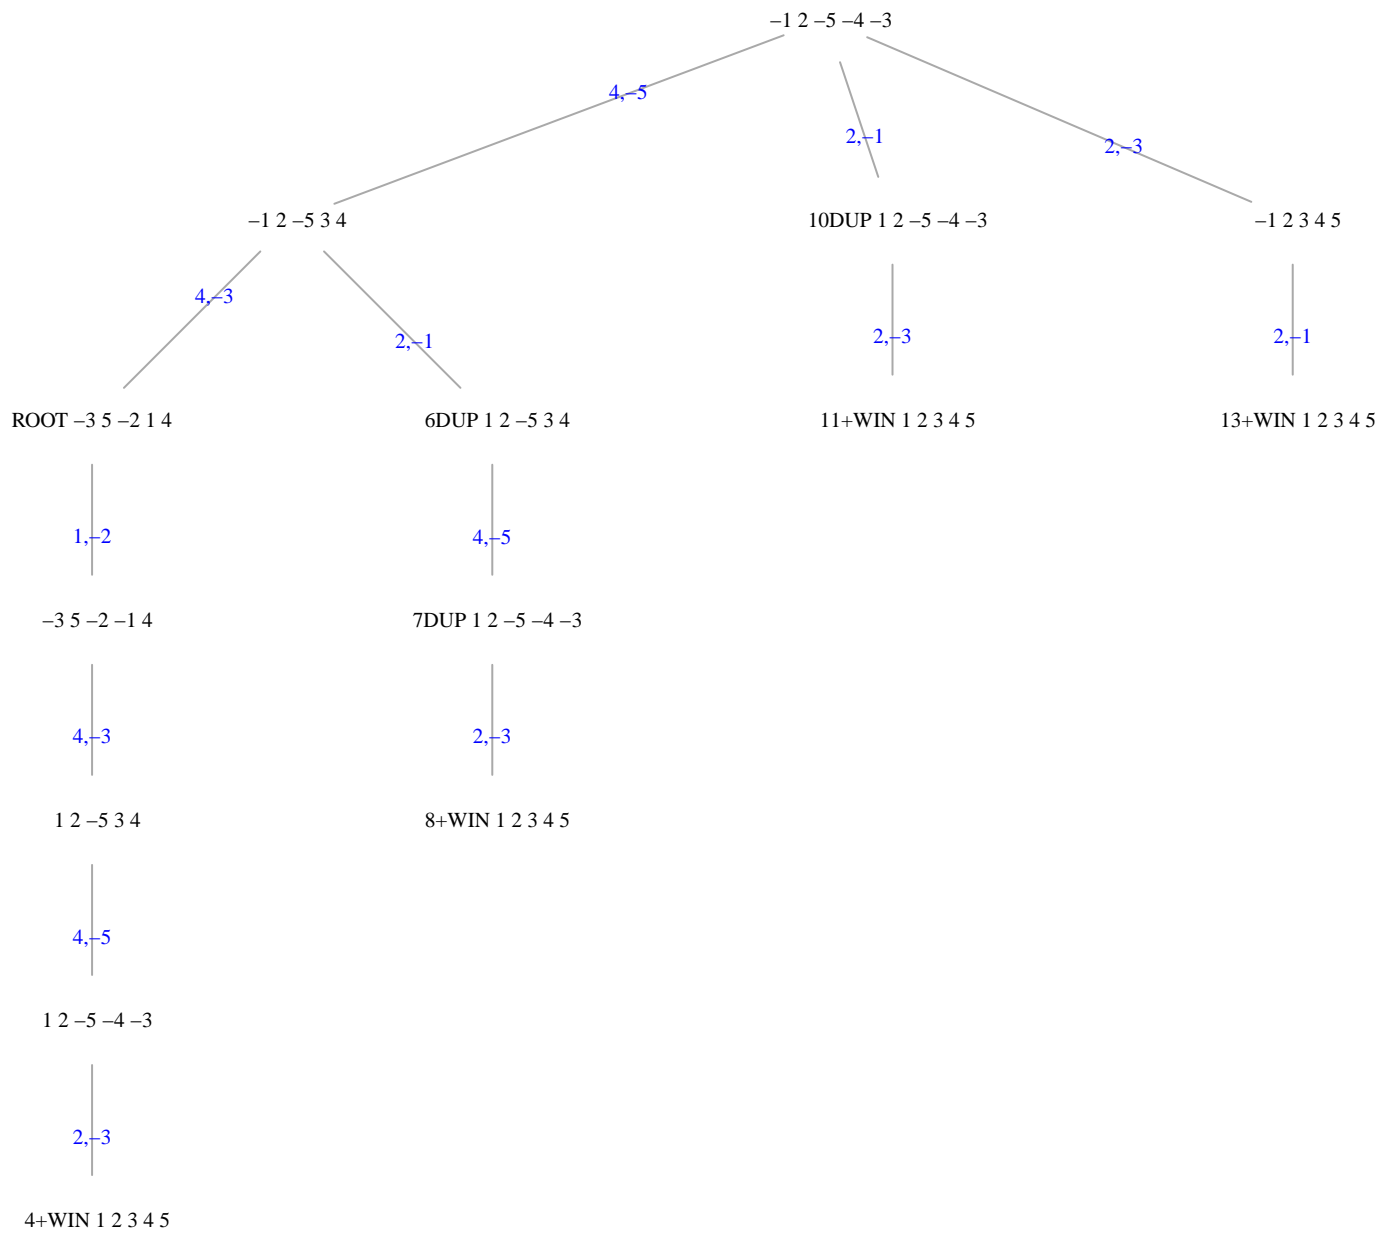 –1 2 –5 –4 –3
4,–5
2,–1
2,–3
–1 2 –5 3 4
10DUP 1 2 –5 –4 –3
–1 2 3 4 5
4,–3
2,–1
2,–3
2,–1
ROOT –3 5 –2 1 4
6DUP 1 2 –5 3 4
11+WIN 1 2 3 4 5
13+WIN 1 2 3 4 5
1,–2
4,–5
–3 5 –2 –1 4
7DUP 1 2 –5 –4 –3
4,–3
2,–3
1 2 –5 3 4
8+WIN 1 2 3 4 5
4,–5
1 2 –5 –4 –3
2,–3
4+WIN 1 2 3 4 5